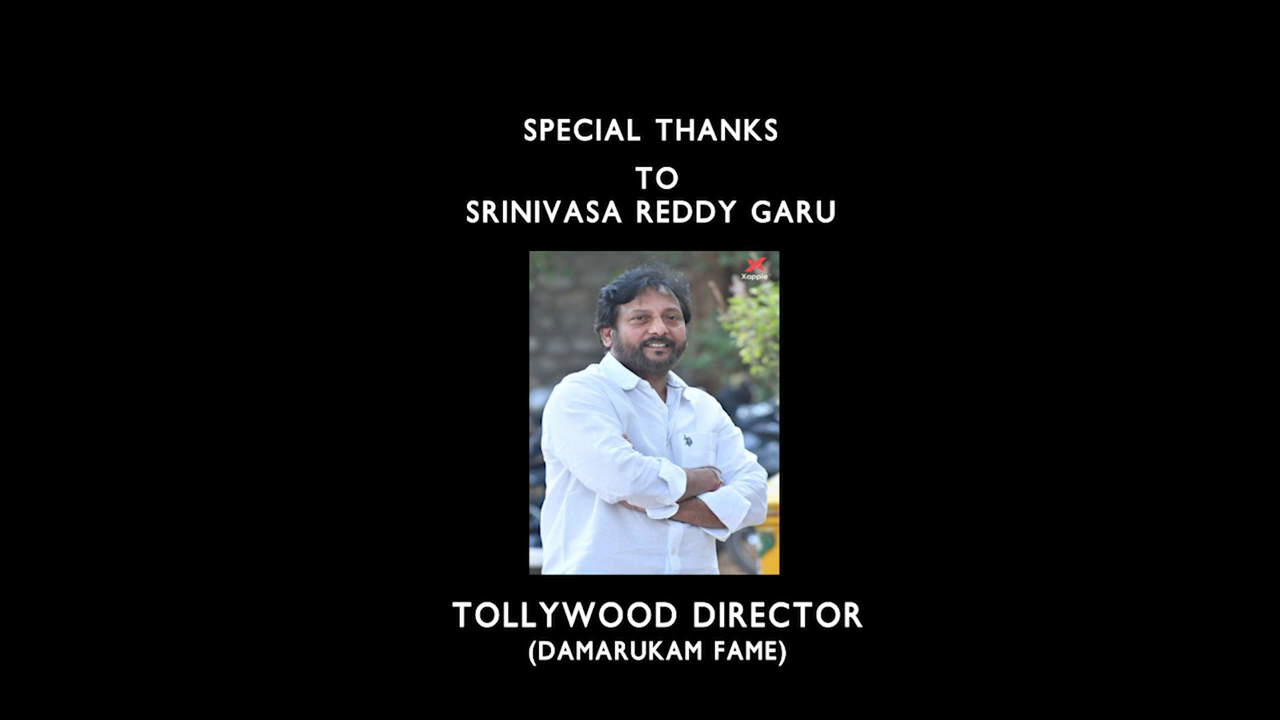 SPECIAL THANKS
TO
SRINIVASA REDDY GARU
Xappie
TOLLYWOOD DIRECTOR
(DAMARUKAM FAME)